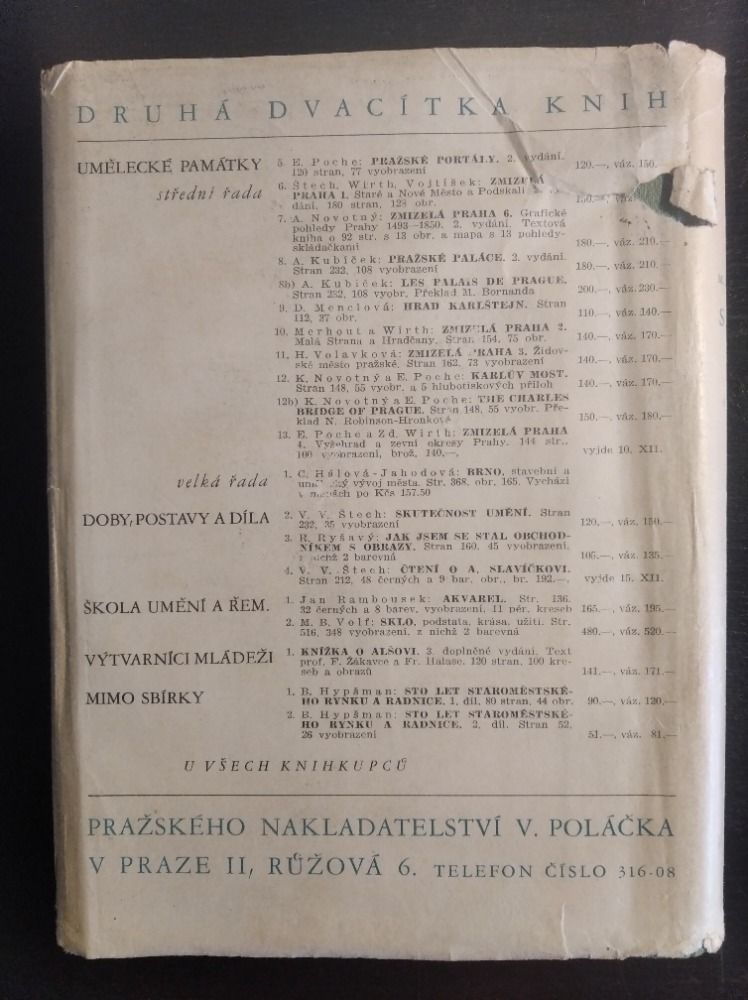 DRUHÁ DVACÍTKA KNIH
UMĚLECKÉ PAMÁTKY
střední řada
5. E. Poche: PRAŽSKÉ PORTÁLY. 2. vydání.
120 stran, 77 vyobrazení 120.—, váz. 150.—
6. Štech, Wirth, Vojtíšek: ZMIZELÁ
PRAHA 1. Staré a Nové Město a Podskalí
dání. 180 stran, 128 obr. 150.—, váz.
7. A. Novotný: ZMIZELÁ PRAHA 6. Grafické
pohledy Prahy 1493—1850. 2. vydání. Textová
kniha o 92 str. s 13 obr. a mapa s 13 pohledy-
skládačkami 180.—, váz. 210.—
8. A. Kubíček: PRAŽSKÉ PALÁCE. 2. vydání.
Stran 232, 108 vyobrazení 180.—, váz. 210.—
8b) A. Kubíček: LES PALAIS DE PRAGUE.
Stran 232, 108 vyobr. Překlad M. Bornanda 200.—, váz. 230.—
9. D. Menclová: HRAD KARLŠTEJN. Stran
112, 37 obr. 110.—, váz. 140.—
10. Merhout a Wirth: ZMIZELÁ PRAHA 2.
Malá Strana a Hradčany. Stran 154, 75 obr. 140.—, váz. 170.—
11. H. Volavková: ZMIZELÁ PRAHA 3. Židov-
ské město pražské. Stran 162, 73 vyobrazení 140.—, váz. 170.—
12. K. Novotný a E. Poche: KARLŮV MOST.
Stran 148, 55 vyobr. a 5 hlubotiskových příloh 140.—, váz. 170.—
12b) K. Novotný a E. Poche: THE CHARLES
BRIDGE OF PRAGUE. Stran 148, 55 vyobr. Pře-
klad N. Robinson-Hronková 150.—, váz. 180,—
13. E. Poche a Zd. Wirth: ZMIZELÁ PRAHA
4. Vyšehrad a zevní okresy Prahy. 144 str.,
100 vyobrazení, brož. 140,—. vyjde 10. XII.
velká řada
1. C. Hálová-Jahodová: BRNO, stavební a
umělecký vývoj města. Str. 368, obr. 165. Vychází
v mapách po Kčs 157.50
DOBY, POSTAVY A DÍLA
2. V. V. Štech: SKUTEČNOST UMĚNÍ. Stran
232, 35 vyobrazení 120.—, váz. 150.—
3. R. Ryšavý: JAK JSEM SE STAL OBCHOD-
NÍKEM S OBRAZY. Stran 160, 45 vyobrazení,
z nichž 2 barevná 105.—, váz. 135.—
4. V. V. Štech: ČTENÍ O A. SLAVÍČKOVI.
Stran 212, 48 černých a 9 bar. obr., br. 192.—, vyjde 15. XII.
ŠKOLA UMĚNÍ A ŘEM.
1. Jan Rambousek: AKVAREL. Str. 136,
32 černých a 8 barev. vyobrazení, 11 pér. kreseb 165.—, váz. 195.—
2. M. B. Volf: SKLO, podstata, krása, užití. Str.
516, 348 vyobrazení, z nichž 2 barevná 480.—, váz. 520.—
VÝTVARNÍCI MLÁDEŽI
1. KNÍŽKA O ALŠOVI. 3. doplněné vydání. Text
prof. F. Žákavce a Fr. Halase. 120 stran, 100 kre-
seb a obrazů 141.—, váz. 171.—
MIMO SBÍRKY
1. B. Hypšman: STO LET STAROMĚSTSKÉ-
HO RYNKU A RADNICE. 1. díl, 80 stran, 44 obr. 90.—, váz. 120.—
2. B. Hypšman: STO LET STAROMĚSTSKÉ-
HO RYNKU A RADNICE. 2. díl. Stran 52,
26 vyobrazení 51.—, váz. 81.—
U VŠECH KNIHKUPCŮ
PRAŽSKÉHO NAKLADATELSTVÍ V. POLÁČKA
V PRAZE II, RŮŽOVÁ 6. TELEFON ČÍSLO 316-08